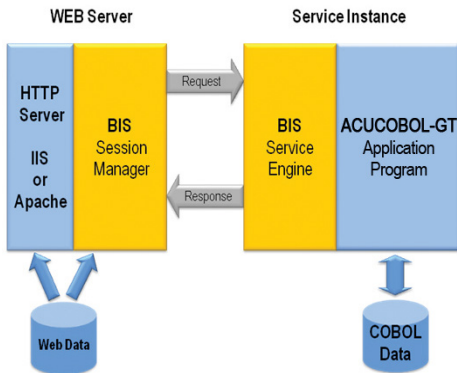 WEB Server
Service Instance
HTTP
Server
IIS
or
Apache
BIS
Session
Manager
Request
Response
BIS
Service
Engine
ACUCOBOL-GT
Application
Program
Web Data
COBOL
Data